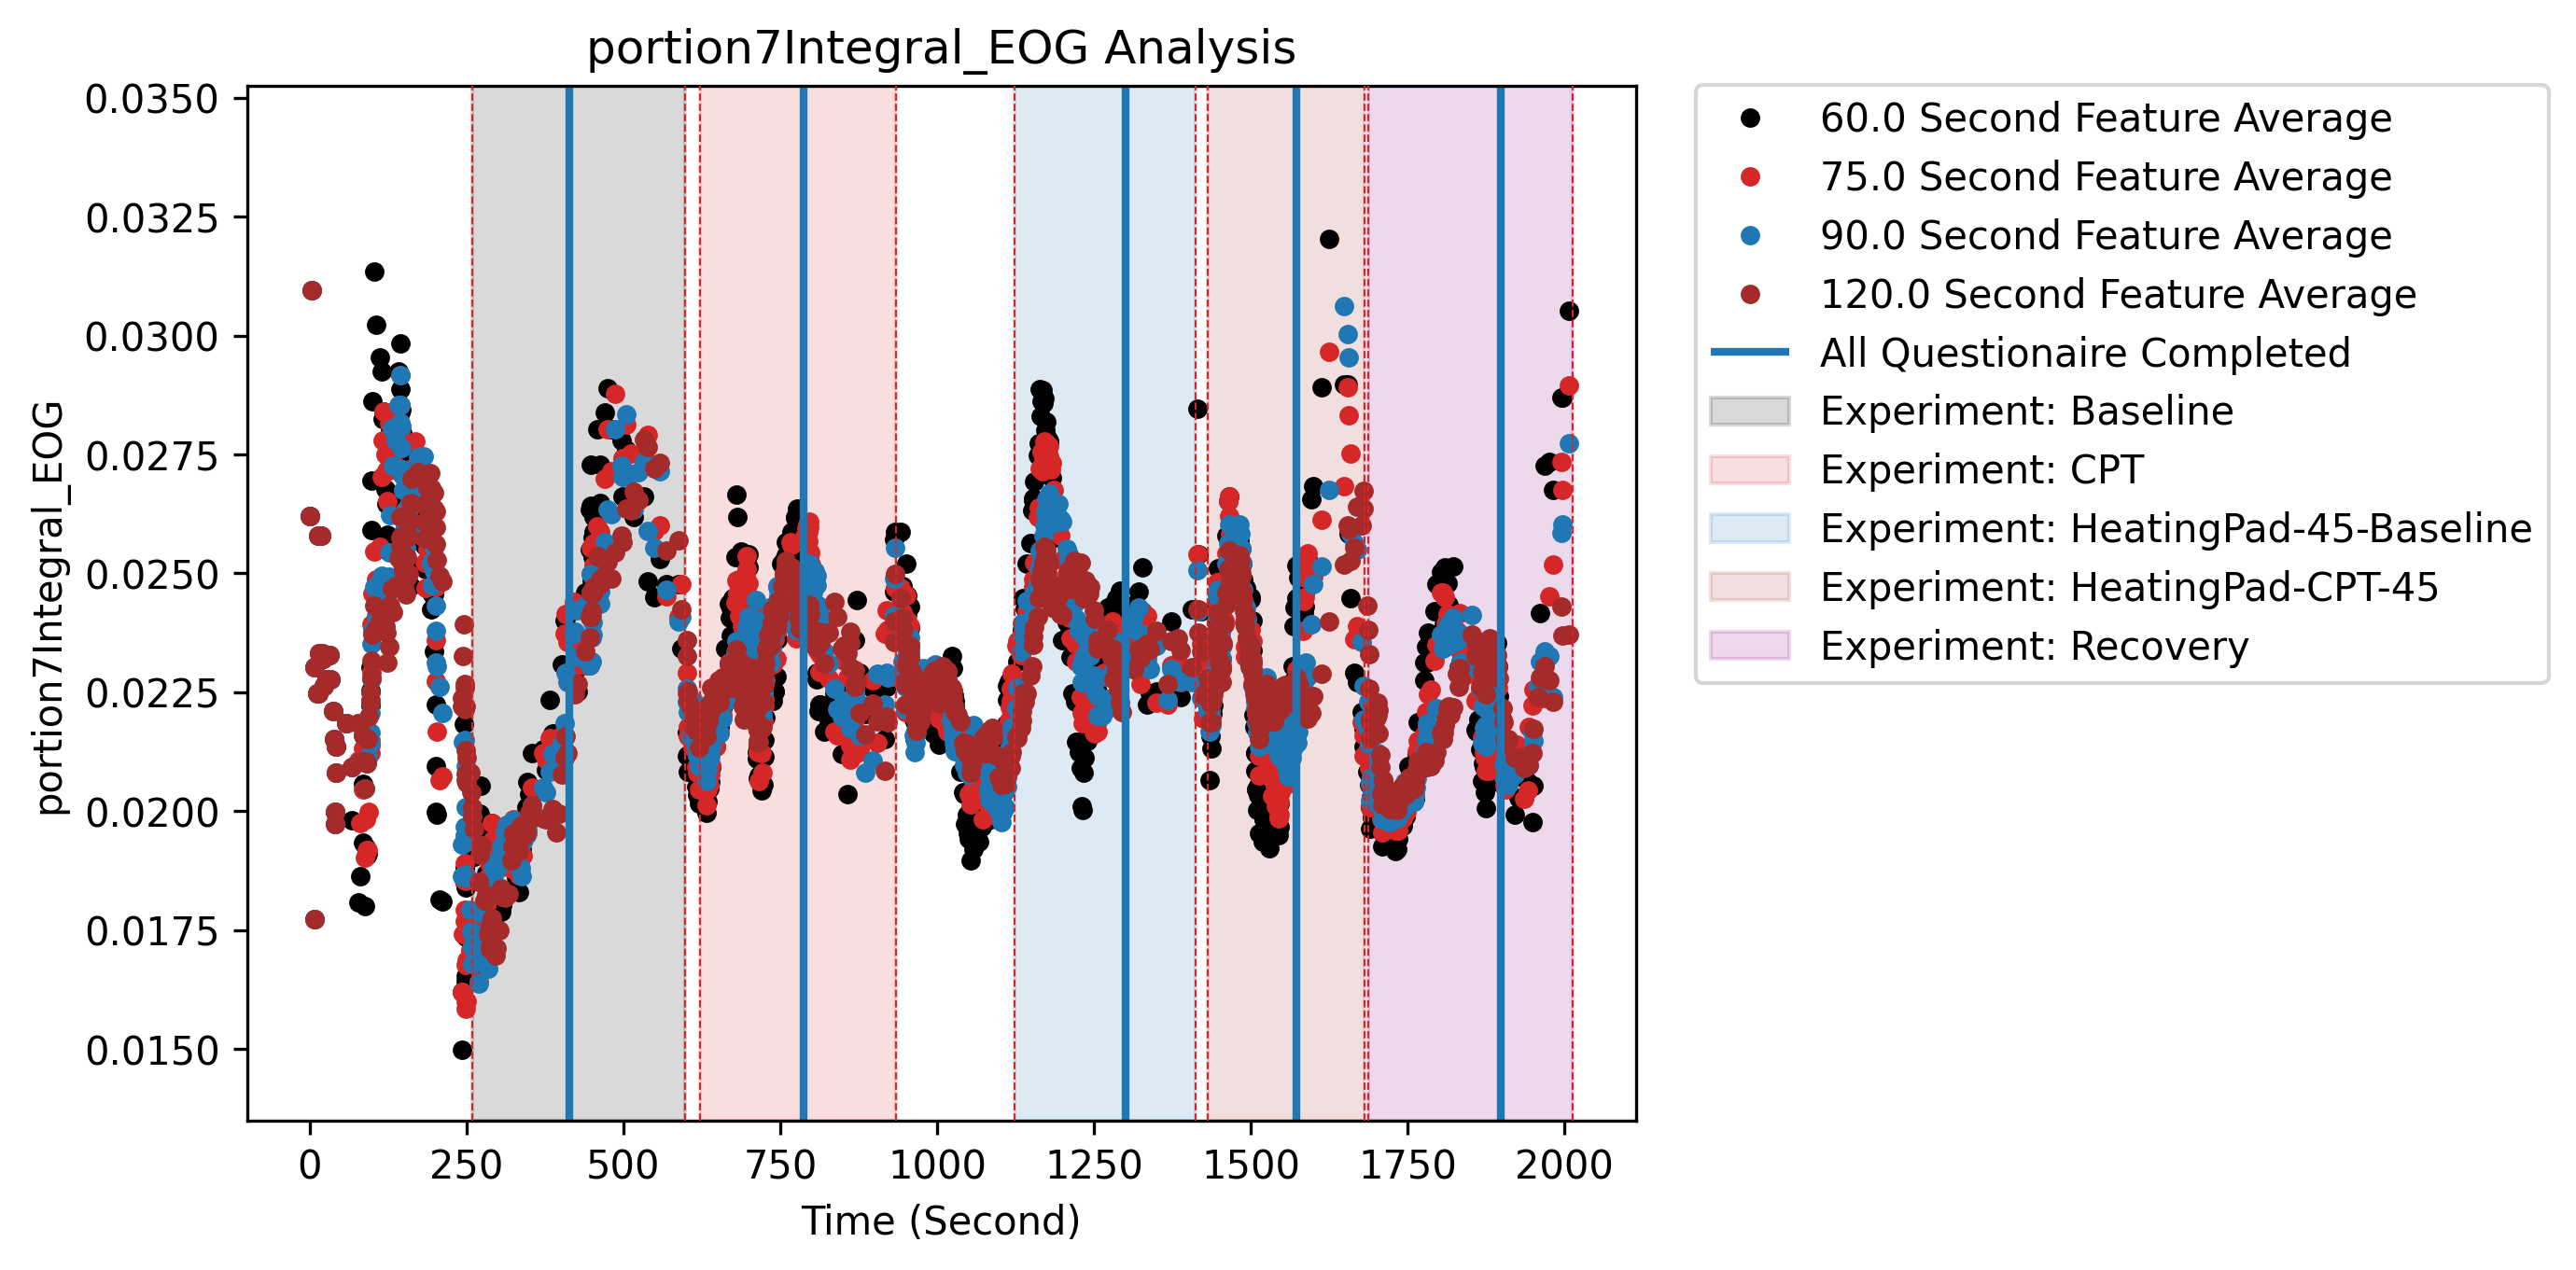 portion7Integral_EOG Analysis
0.0350
0.0325
0.0300
0.0275
0.0250
0.0225
0.0200
0.0175
0.0150
portion7Integral_EOG
0 250 500 750 1000 1250 1500 1750 2000
Time (Second)
60.0 Second Feature Average
75.0 Second Feature Average
90.0 Second Feature Average
120.0 Second Feature Average
All Questionaire Completed
Experiment: Baseline
Experiment: CPT
Experiment: HeatingPad-45-Baseline
Experiment: HeatingPad-CPT-45
Experiment: Recovery